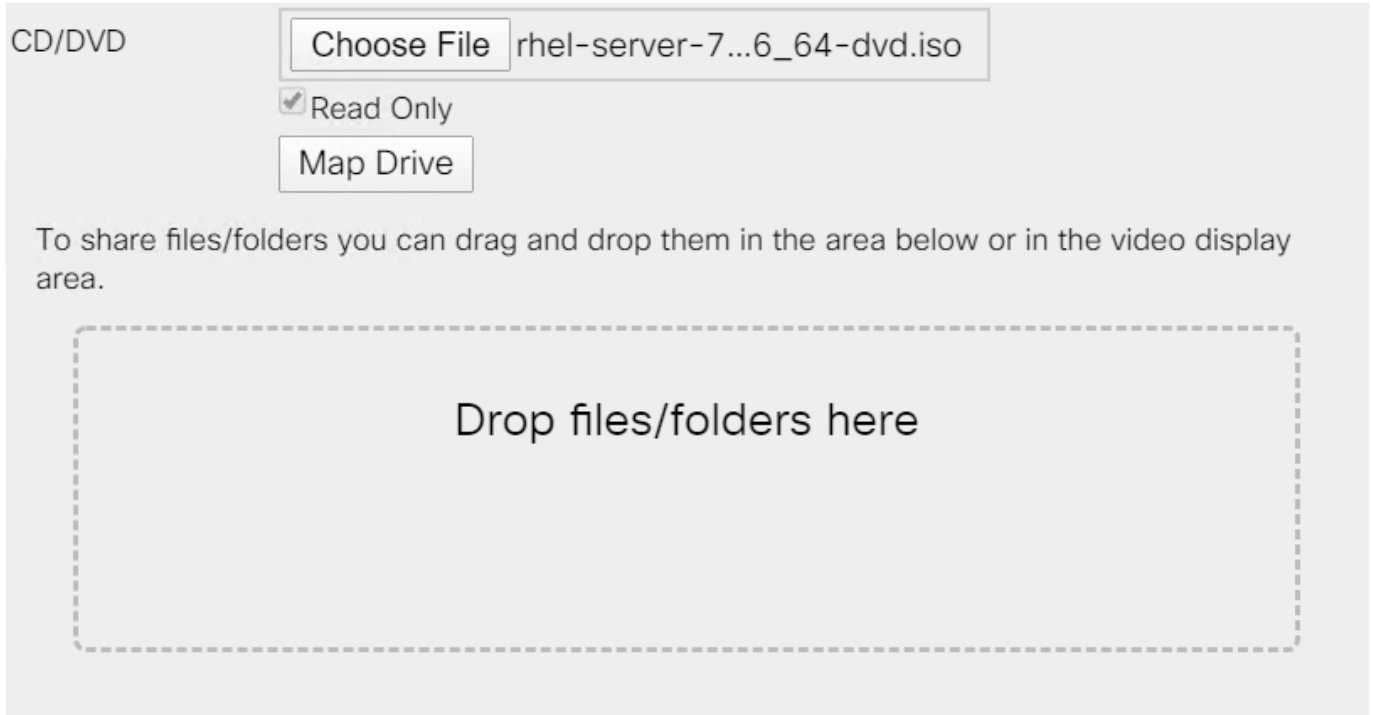 CD/DVD
Choose File rhel-server-7...6_64-dvd.iso
Read Only
Map Drive
To share files/folders you can drag and drop them in the area below or in the video display
area.
Drop files/folders here